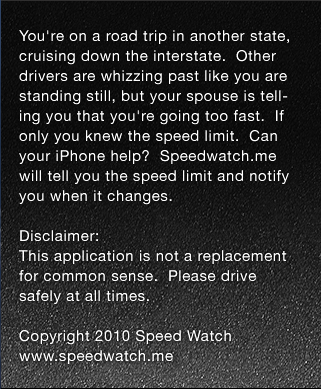 You're on a road trip in another state,
cruising down the interstate.  Other
drivers are whizzing past like you are
standing still, but your spouse is tell-
ing you that you're going too fast.  If
only you knew the speed limit.  Can
your iPhone help?  Speedwatch.me
will tell you the speed limit and notify
you when it changes.

Disclaimer:
This application is not a replacement
for common sense.  Please drive
safely at all times.

Copyright 2010 Speed Watch
www.speedwatch.me